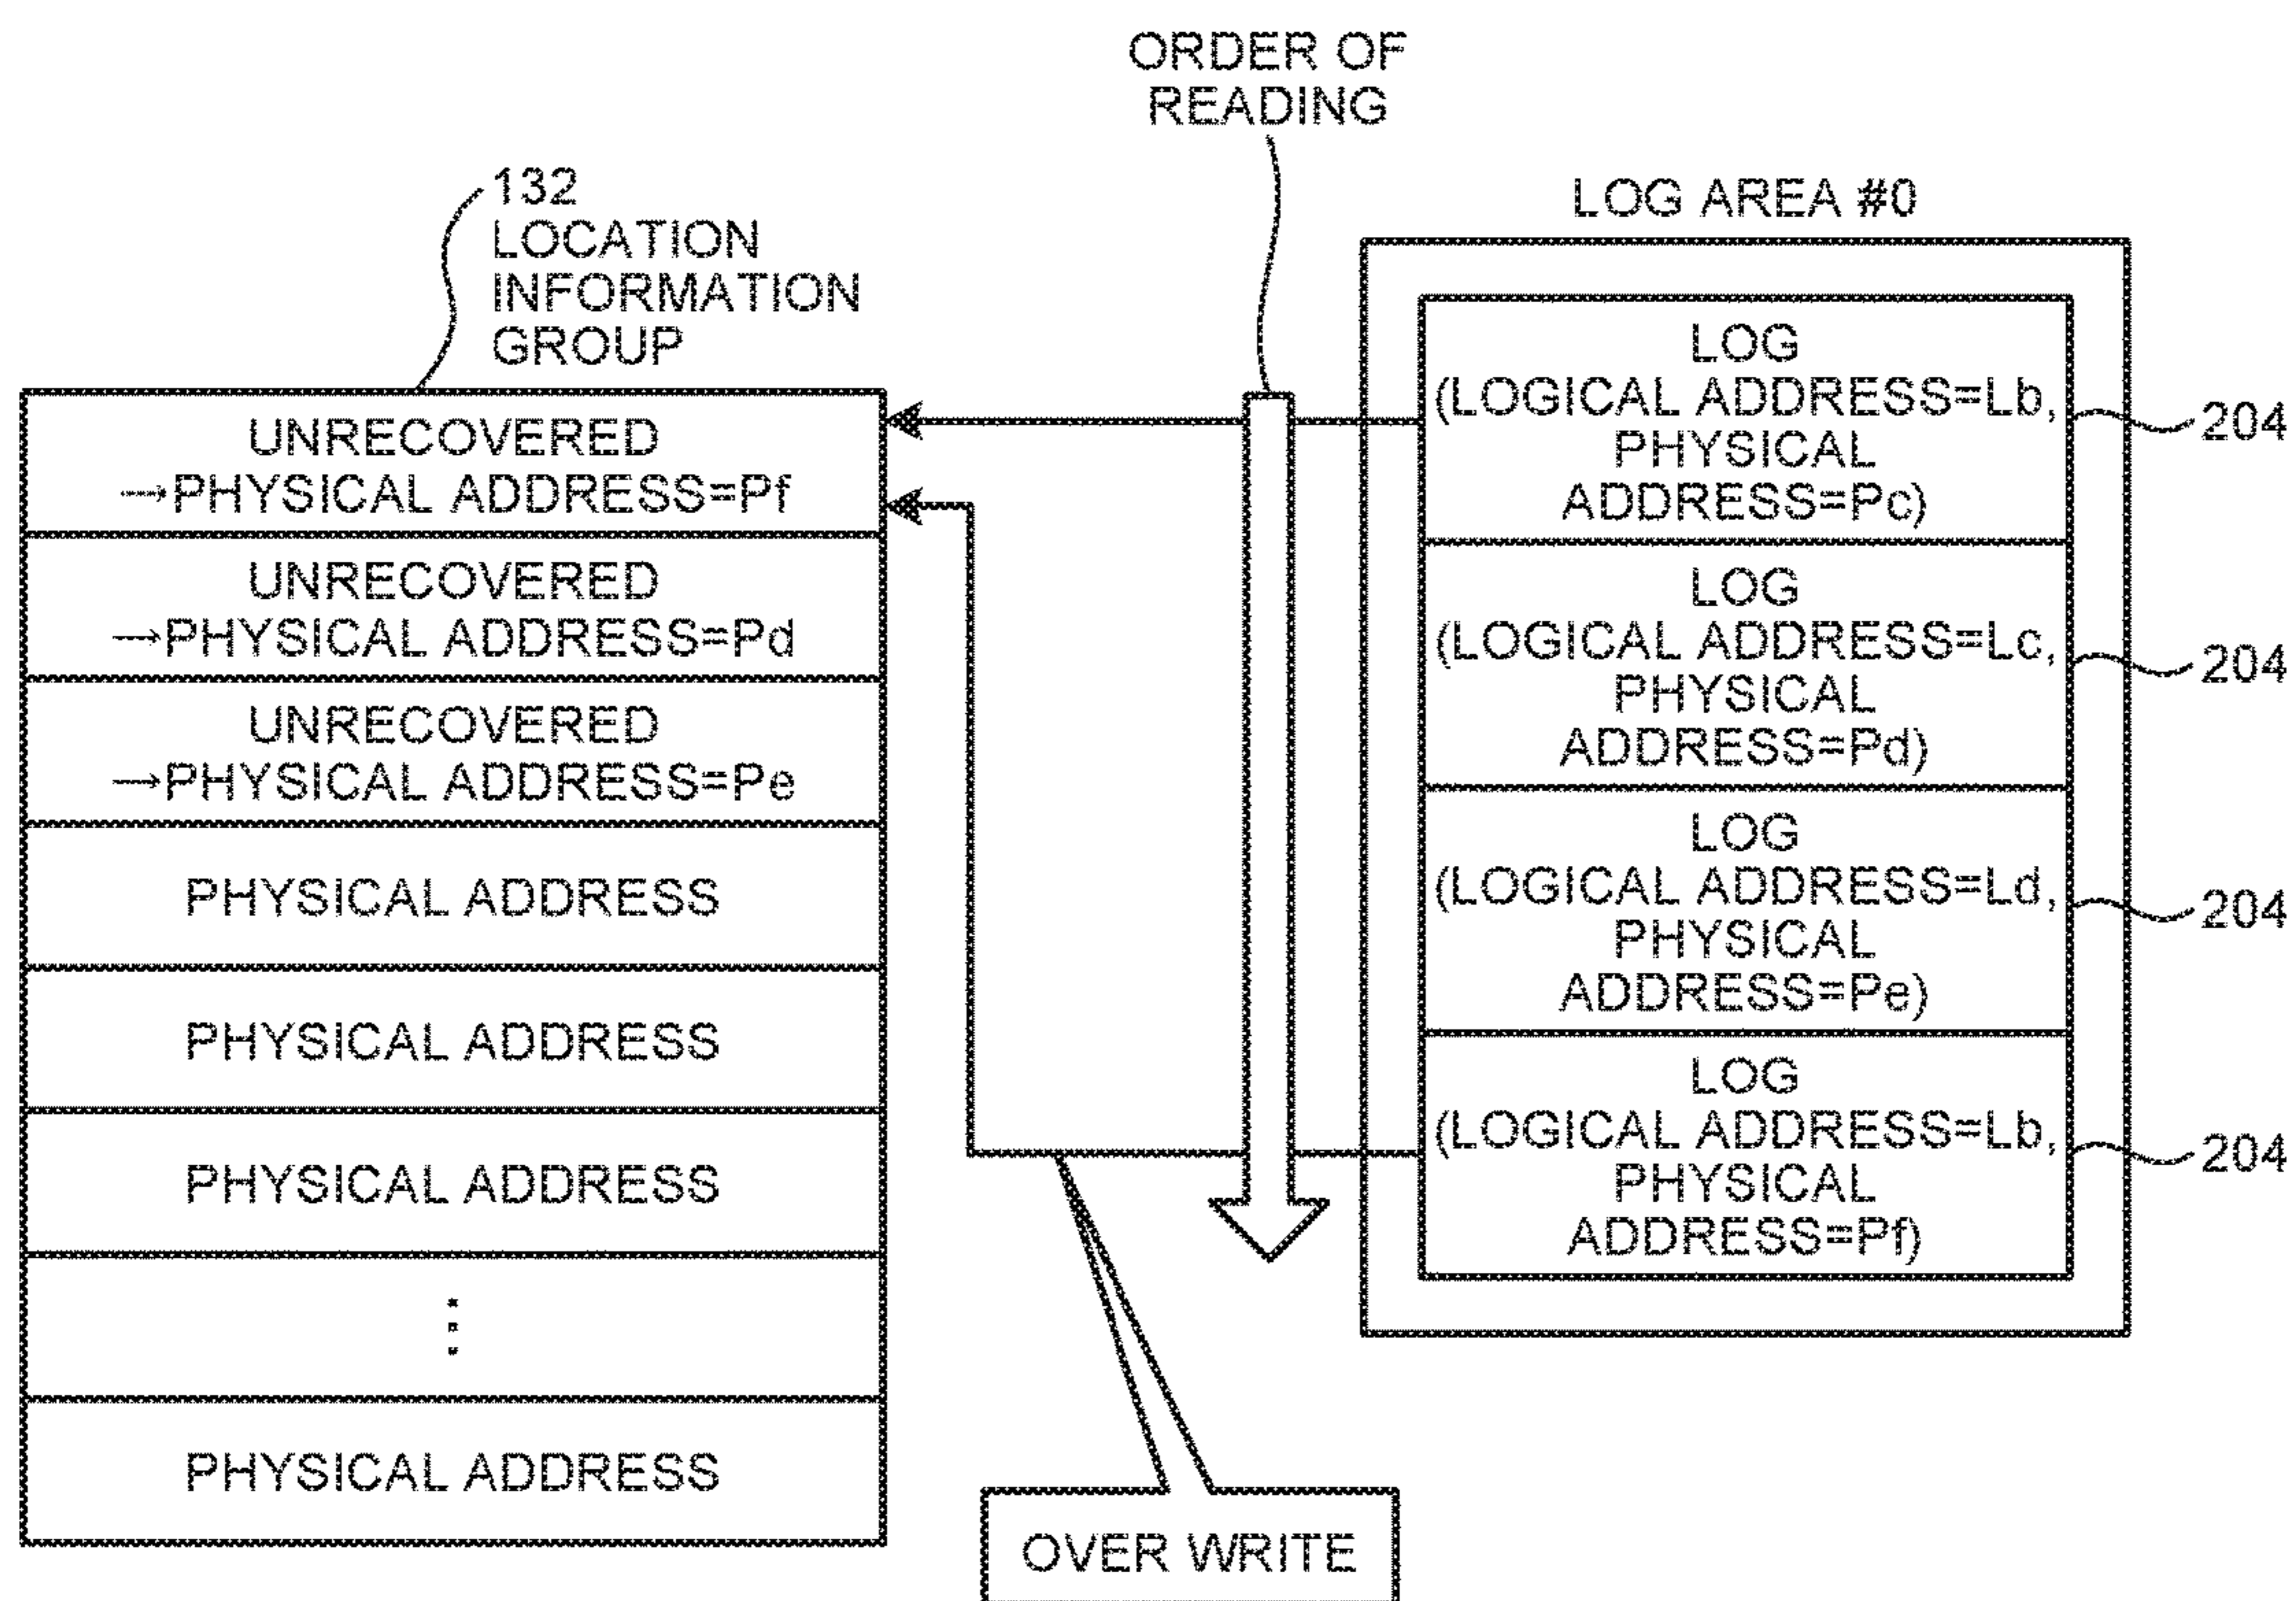 ORDER OF
READING
132
LOCATION
INFORMATION
GROUP
UNRECOVERED
→PHYSICAL ADDRESS=Pf
UNRECOVERED
→PHYSICAL ADDRESS=Pd
UNRECOVERED
→PHYSICAL ADDRESS=Pe
PHYSICAL ADDRESS
PHYSICAL ADDRESS
PHYSICAL ADDRESS
⋮
PHYSICAL ADDRESS
LOG AREA #0
LOG
(LOGICAL ADDRESS=Lb,
PHYSICAL
ADDRESS=Pc)
204
LOG
(LOGICAL ADDRESS=Lc,
PHYSICAL
ADDRESS=Pd)
204
LOG
(LOGICAL ADDRESS=Ld,
PHYSICAL
ADDRESS=Pe)
204
LOG
(LOGICAL ADDRESS=Lb,
PHYSICAL
ADDRESS=Pf)
204
OVER WRITE